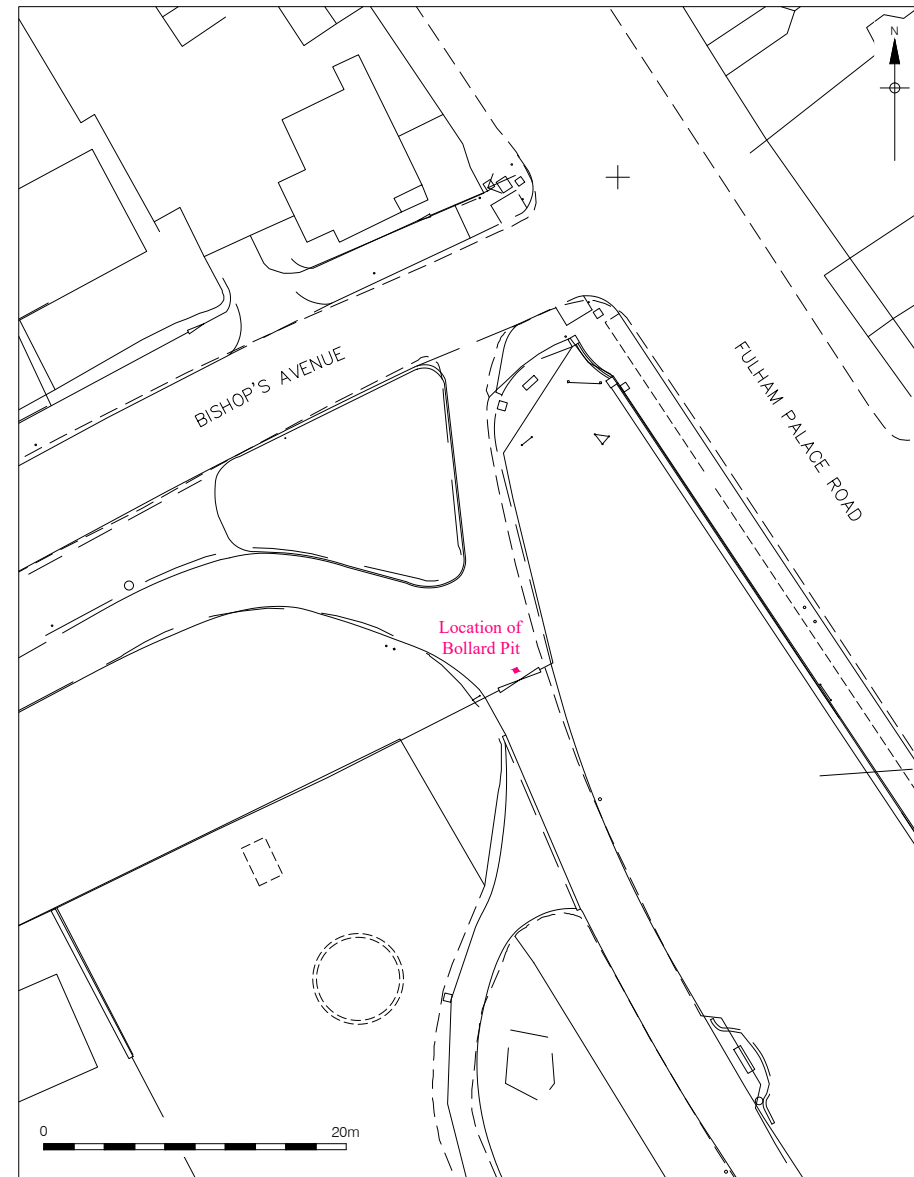 N
BISHOP'S AVENUE
FULHAM PALACE ROAD
Location of
Bollard Pit
0 20m